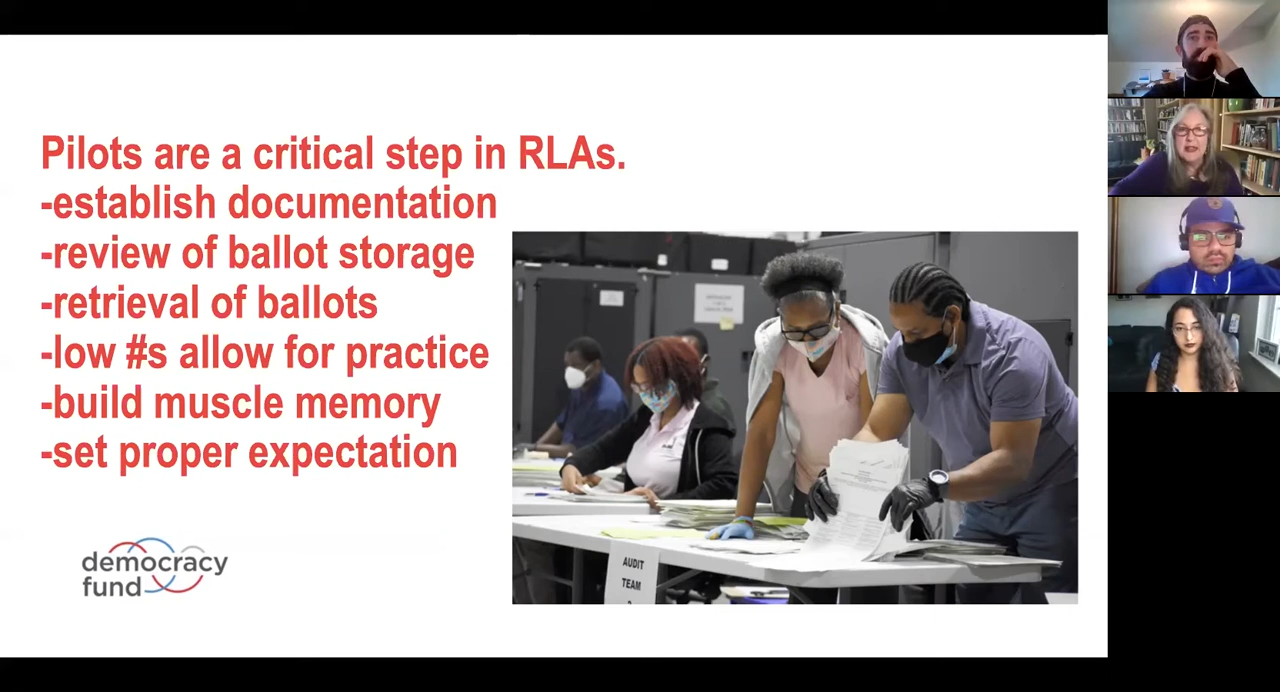 Pilots are a critical step in RLAs.
-establish documentation
-review of ballot storage
-retrieval of ballots
-low #s allow for practice
-build muscle memory
-set proper expectation
democracy
fund
AUDIT
TEAM